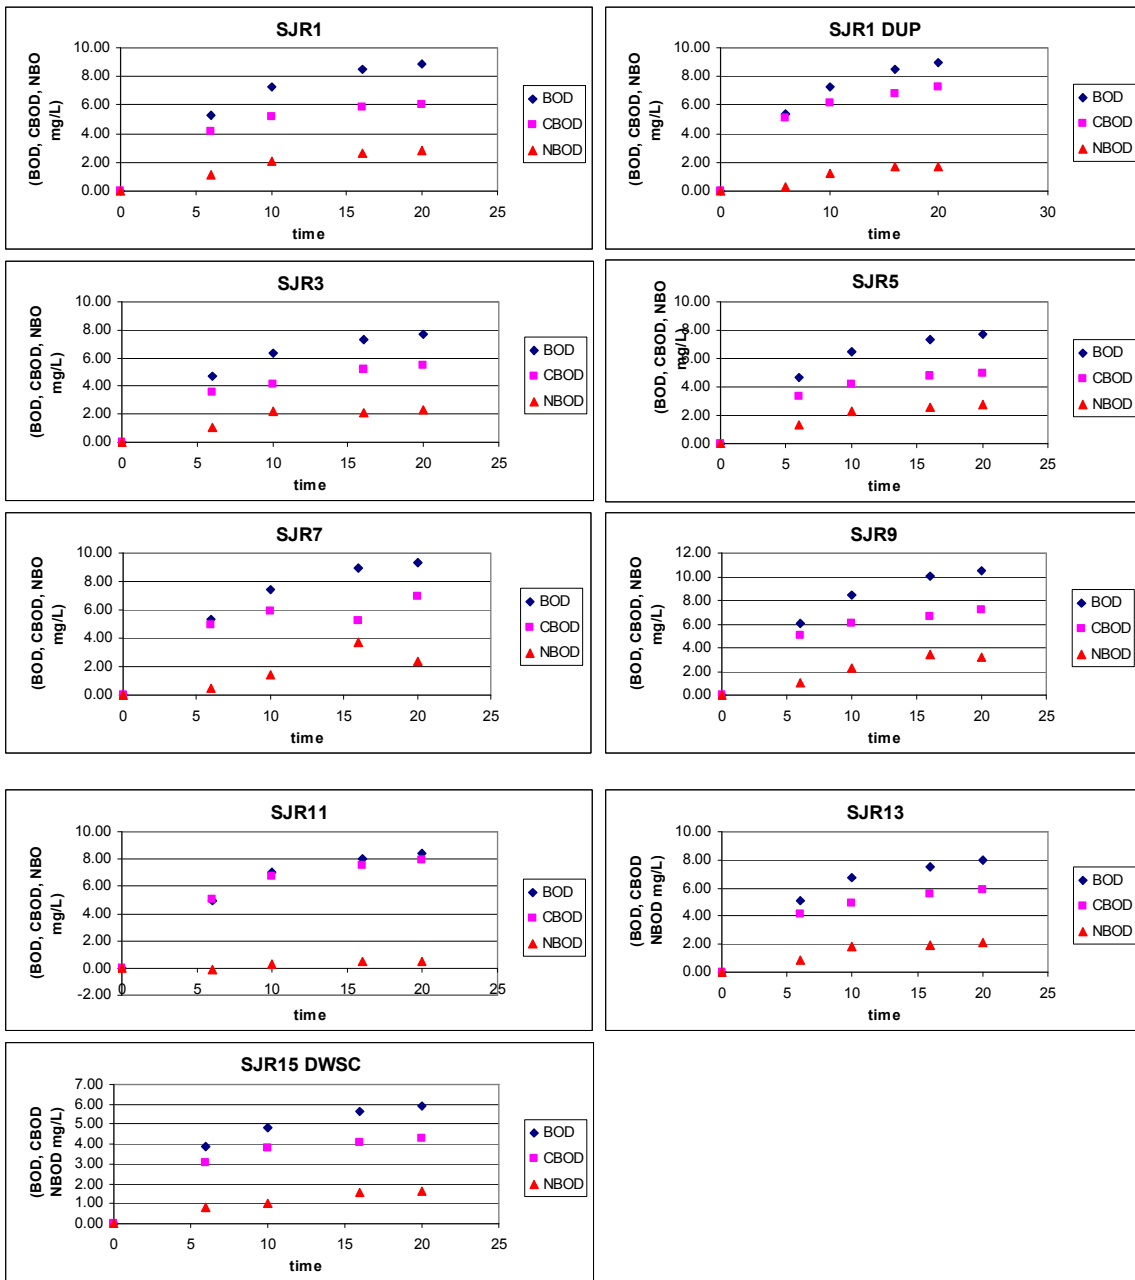 SJR1
(BOD, CBOD, NBO
mg/L)
10.00
8.00
6.00
4.00
2.00
0.00
0 5 10 15 20 25
time
BOD
CBOD
NBOD
SJR1 DUP
(BOD, CBOD, NBO
mg/L)
10.00
8.00
6.00
4.00
2.00
0.00
0 10 20 30
time
BOD
CBOD
NBOD
SJR3
(BOD, CBOD, NBO
mg/L)
10.00
8.00
6.00
4.00
2.00
0.00
0 5 10 15 20 25
time
BOD
CBOD
NBOD
SJR5
(BOD, CBOD, NBO
mg/L)
10.00
8.00
6.00
4.00
2.00
0.00
0 5 10 15 20 25
time
BOD
CBOD
NBOD
SJR7
(BOD, CBOD, NBO
mg/L)
10.00
8.00
6.00
4.00
2.00
0.00
0 5 10 15 20 25
time
BOD
CBOD
NBOD
SJR9
(BOD, CBOD, NBO
mg/L)
12.00
10.00
8.00
6.00
4.00
2.00
0.00
0 5 10 15 20 25
time
BOD
CBOD
NBOD
SJR11
(BOD, CBOD, NBO
mg/L)
10.00
8.00
6.00
4.00
2.00
0.00
-2.00
0 5 10 15 20 25
time
BOD
CBOD
NBOD
SJR13
(BOD, CBOD
NBOD mg/L)
10.00
8.00
6.00
4.00
2.00
0.00
0 5 10 15 20 25
time
BOD
CBOD
NBOD
SJR15 DWSC
(BOD, CBOD
NBOD mg/L)
7.00
6.00
5.00
4.00
3.00
2.00
1.00
0.00
0 5 10 15 20 25
time
BOD
CBOD
NBOD